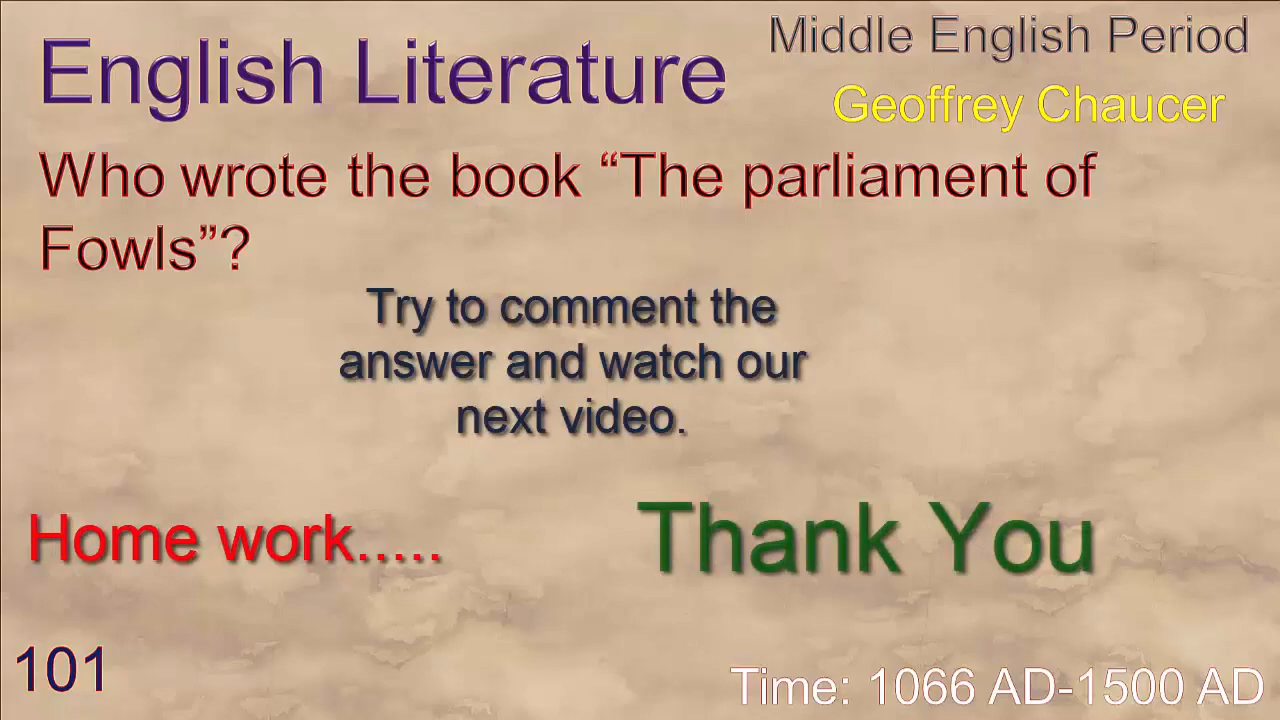 English Literature
Middle English Period
Geoffrey Chaucer
Who wrote the book “The parliament of
Fowls”?
Try to comment the
answer and watch our
next video.
Home work.....
Thank You
101
Time: 1066 AD-1500 AD